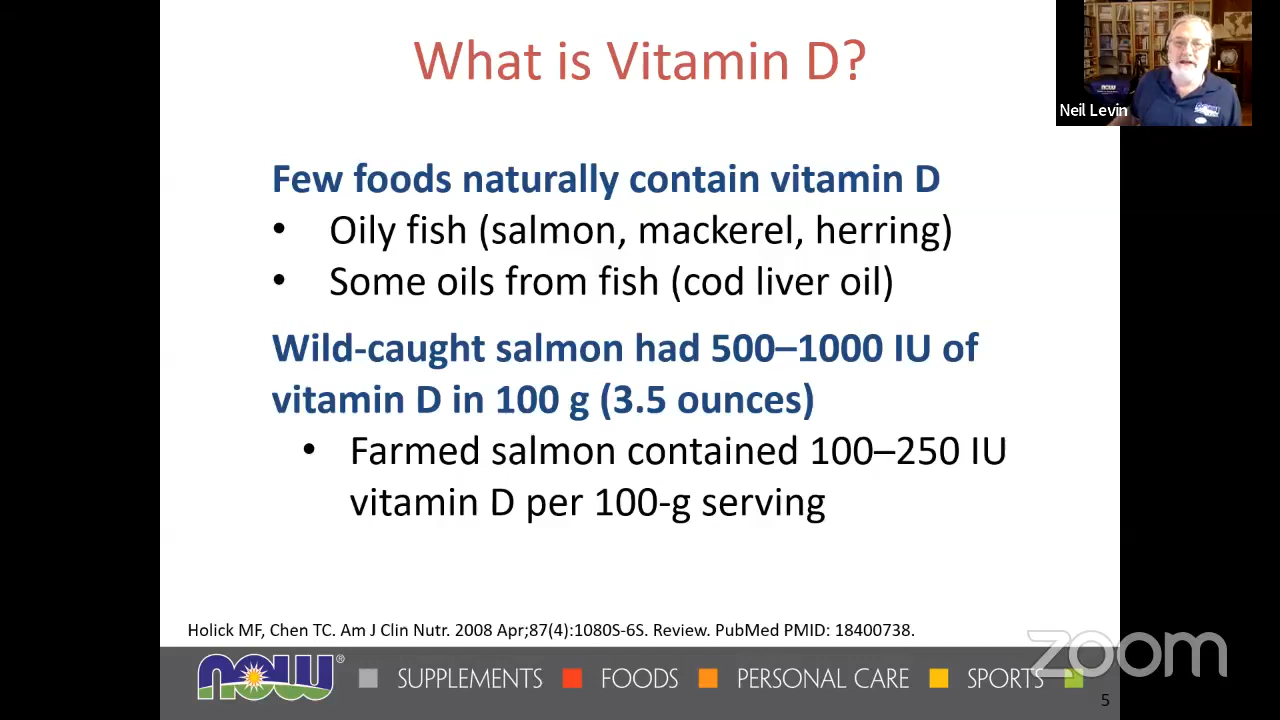 What is Vitamin D?
Neil Levin
Few foods naturally contain vitamin D
• Oily fish (salmon, mackerel, herring)
• Some oils from fish (cod liver oil)
Wild-caught salmon had 500–1000 IU of
vitamin D in 100 g (3.5 ounces)
• Farmed salmon contained 100–250 IU
vitamin D per 100-g serving
Holick MF, Chen TC. Am J Clin Nutr. 2008 Apr;87(4):1080S-6S. Review. PubMed PMID: 18400738.
NOW® SUPPLEMENTS FOODS PERSONAL CARE SPORTS
zoom
5